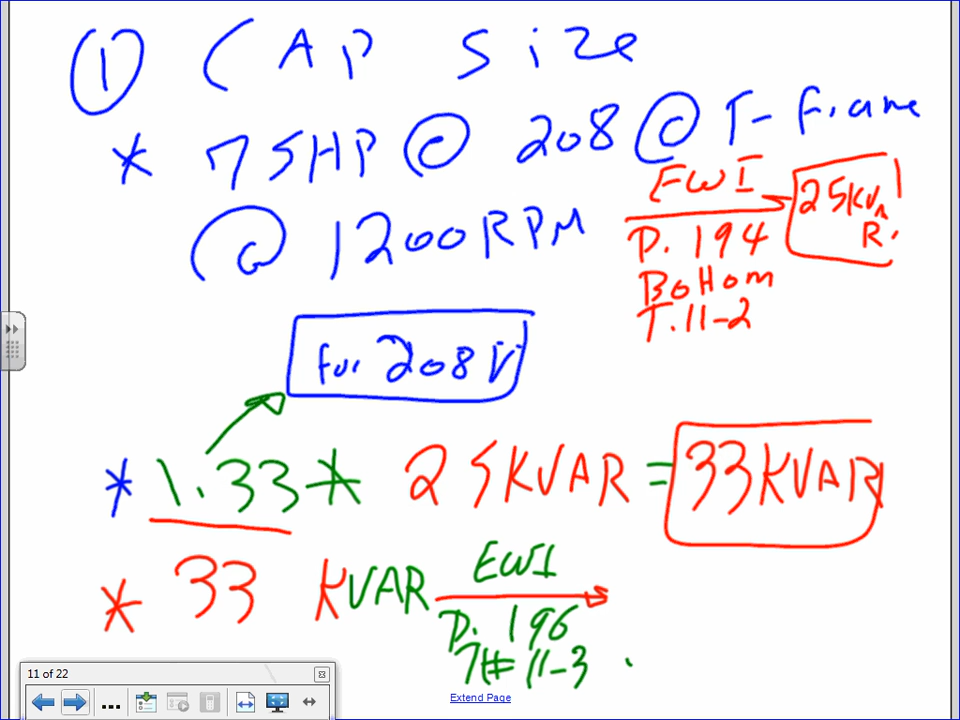 ① CAP Size
* 75HP @ 208 @ T-Frame
@ 1200RPM
EWI
P. 194
Bottom
T.11-2
25KVA
R.
For 208V
* 1.33 * 25KVAR = 33KVAR
* 33 KVAR
EWI
P. 196
11-3
11 of 22
Extend Page